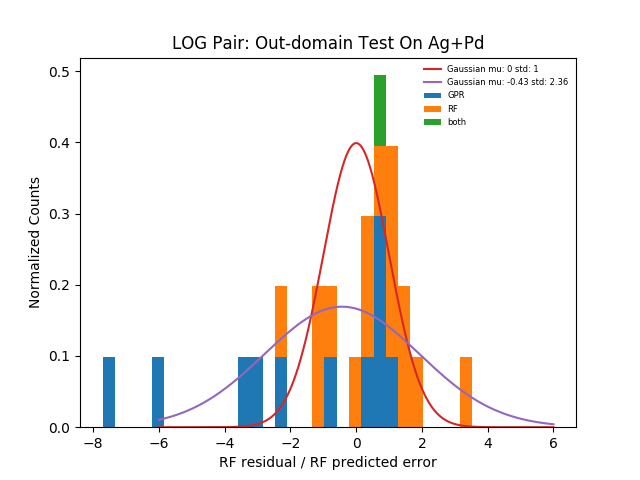 LOG Pair: Out-domain Test On Ag+Pd
Gaussian mu: 0 std: 1
Gaussian mu: -0.43 std: 2.36
GPR
RF
both
Normalized Counts
0.5
0.4
0.3
0.2
0.1
0.0
−8 −6 −4 −2 0 2 4 6
RF residual / RF predicted error